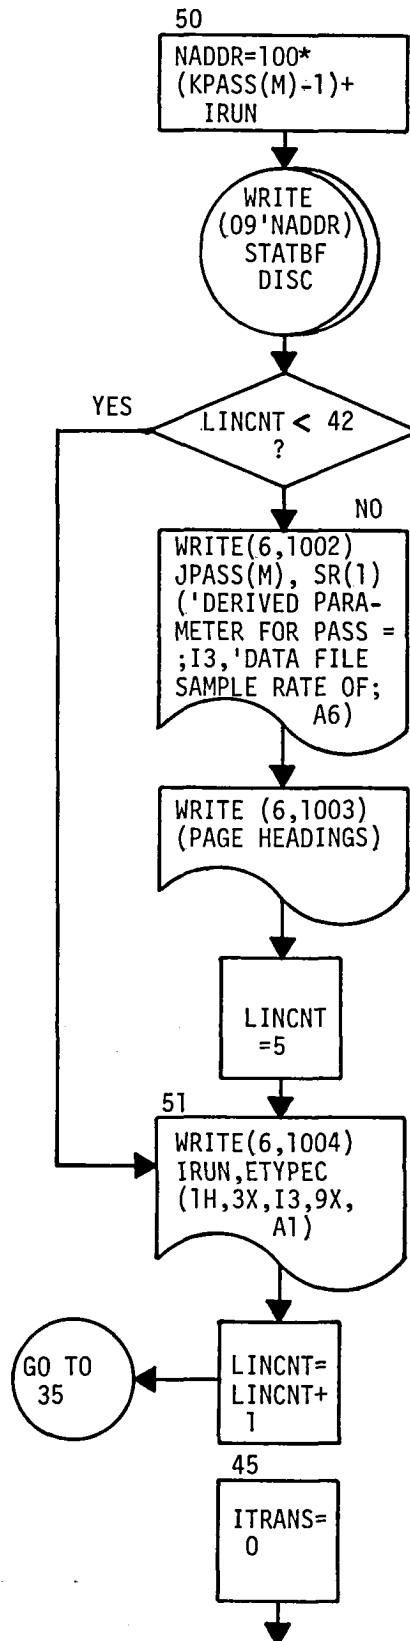 50
NADDR=100*
(KPASS(M)-1)+
IRUN
WRITE
(09'NADDR)
STATBF
DISC
YES
LINCNT < 42
?
NO
WRITE(6,1002)
JPASS(M), SR(1)
('DERIVED PARA-
METER FOR PASS =
;I3,'DATA FILE
SAMPLE RATE OF;
A6)
WRITE (6,1003)
(PAGE HEADINGS)
LINCNT
=5
51
WRITE(6,1004)
IRUN,ETYPEC
(1H,3X,I3,9X,
A1)
GO TO
35
LINCNT=
LINCNT+
1
45
ITRANS=
0